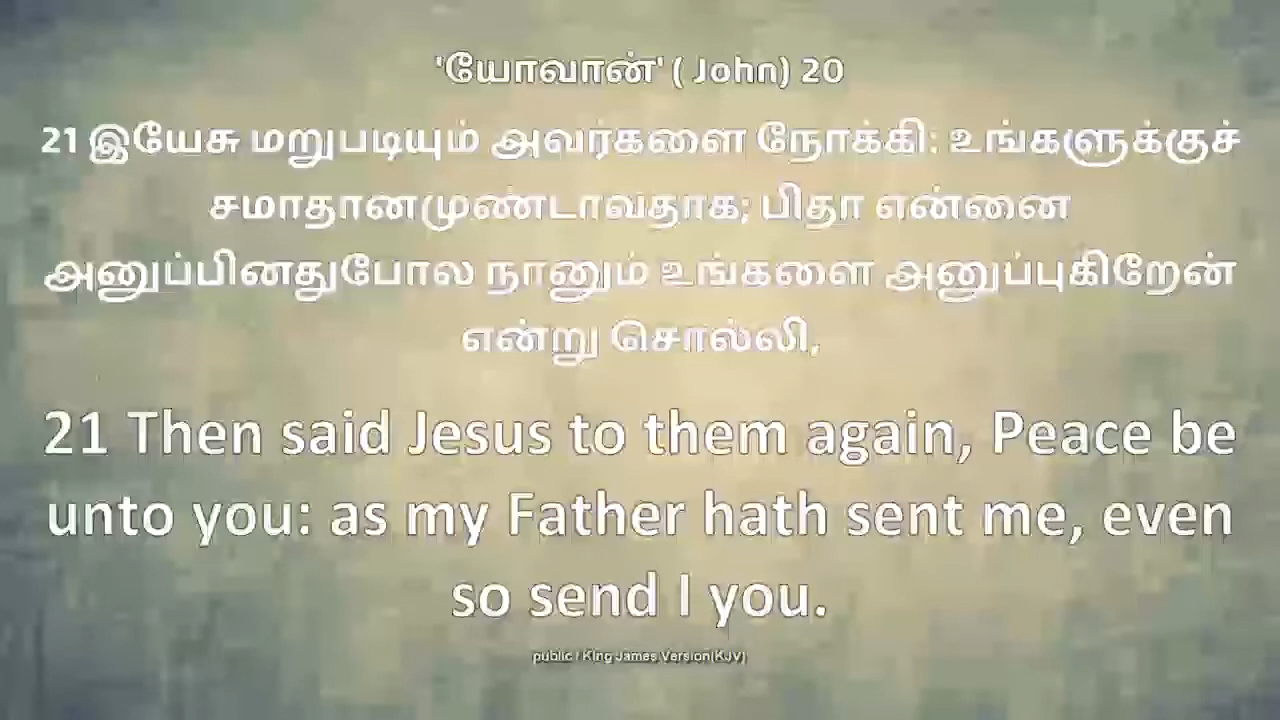 'யோவான்' ( John) 20
21 இயேசு மறுபடியும் அவர்களை நோக்கி: உங்களுக்குச்
சமாதானமுண்டாவதாக; பிதா என்னை
அனுப்பினதுபோல நானும் உங்களை அனுப்புகிறேன்
என்று சொல்லி,
21 Then said Jesus to them again, Peace be
unto you: as my Father hath sent me, even
so send I you.
public / King James Version(KJV)